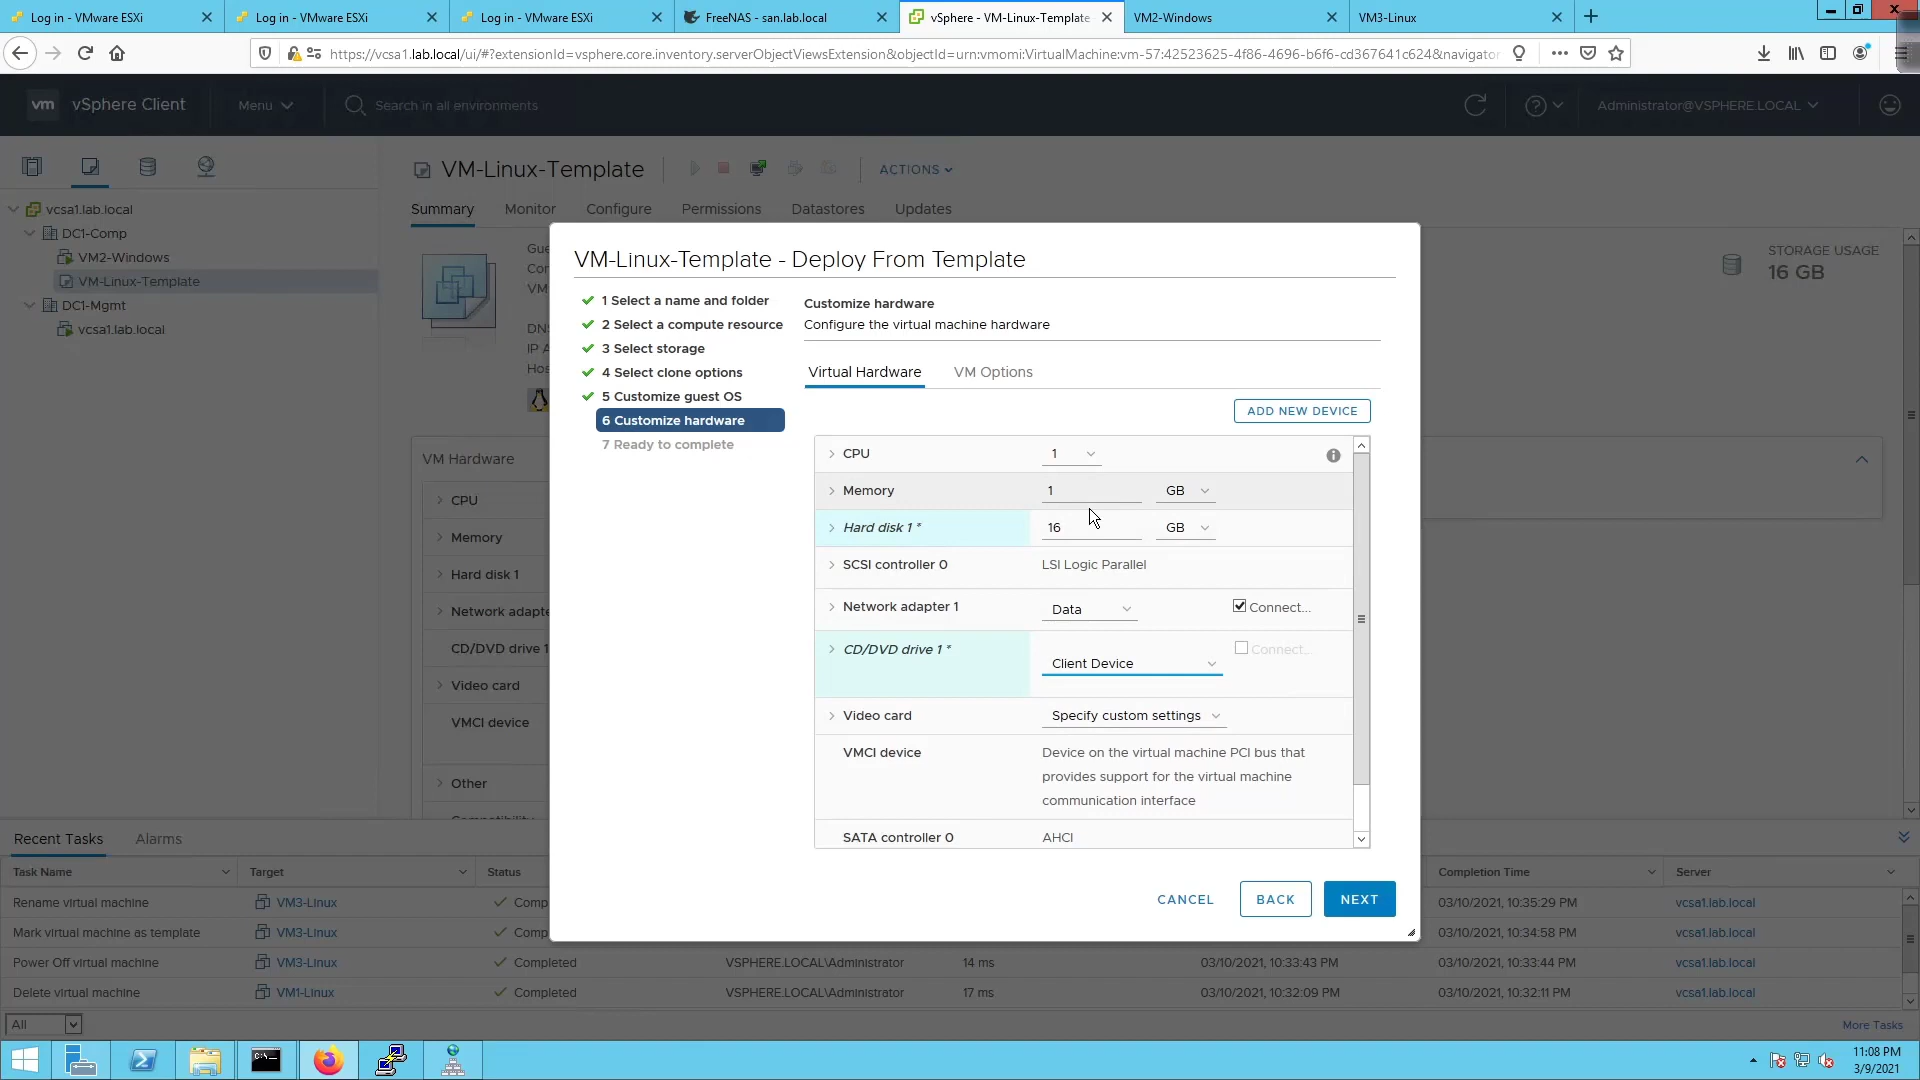 Log in - VMware ESXi
Log in - VMware ESXi
Log in - VMware ESXi
FreeNAS - san.lab.local
vSphere - VM-Linux-Template
VM2-Windows
VM3-Linux
https://vcsa1.lab.local/ui/#?extensionId=vsphere.core.inventory.serverObjectViewsExtension&objectId=urn:vmomi:VirtualMachine:vm-57:42523625-4f86-4696-b6f6-cd367641c624&navigator
vm vSphere Client
Menu
Search in all environments
Administrator@VSPHERE.LOCAL
VM-Linux-Template
ACTIONS
Summary Monitor Configure Permissions Datastores Updates
vcsa1.lab.local
DC1-Comp
VM2-Windows
VM-Linux-Template
DC1-Mgmt
vcsa1.lab.local
Gue
Con
VM
DN
IP A
Hos
STORAGE USAGE
16 GB
VM Hardware
CPU
Memory
Hard disk 1
Network adapte
CD/DVD drive 1
Video card
VMCI device
Other
VM-Linux-Template - Deploy From Template
1 Select a name and folder
2 Select a compute resource
3 Select storage
4 Select clone options
5 Customize guest OS
6 Customize hardware
7 Ready to complete
Customize hardware
Configure the virtual machine hardware
Virtual Hardware VM Options
ADD NEW DEVICE
CPU 1
Memory 1 GB
Hard disk 1 * 16 GB
SCSI controller 0 LSI Logic Parallel
Network adapter 1 Data Connect...
CD/DVD drive 1 * Client Device Connect...
Video card Specify custom settings
VMCI device Device on the virtual machine PCI bus that
provides support for the virtual machine
communication interface
SATA controller 0 AHCI
CANCEL BACK NEXT
Recent Tasks Alarms
Task Name Target Status Completion Time Server
Rename virtual machine VM3-Linux Comp 03/10/2021, 10:35:29 PM vcsa1.lab.local
Mark virtual machine as template VM3-Linux Comp 03/10/2021, 10:34:58 PM vcsa1.lab.local
Power Off virtual machine VM3-Linux Completed VSPHERE.LOCAL\Administrator 14 ms 03/10/2021, 10:33:43 PM 03/10/2021, 10:33:44 PM vcsa1.lab.local
Delete virtual machine VM1-Linux Completed VSPHERE.LOCAL\Administrator 17 ms 03/10/2021, 10:32:09 PM 03/10/2021, 10:32:11 PM vcsa1.lab.local
All
More Tasks
11:08 PM
3/9/2021